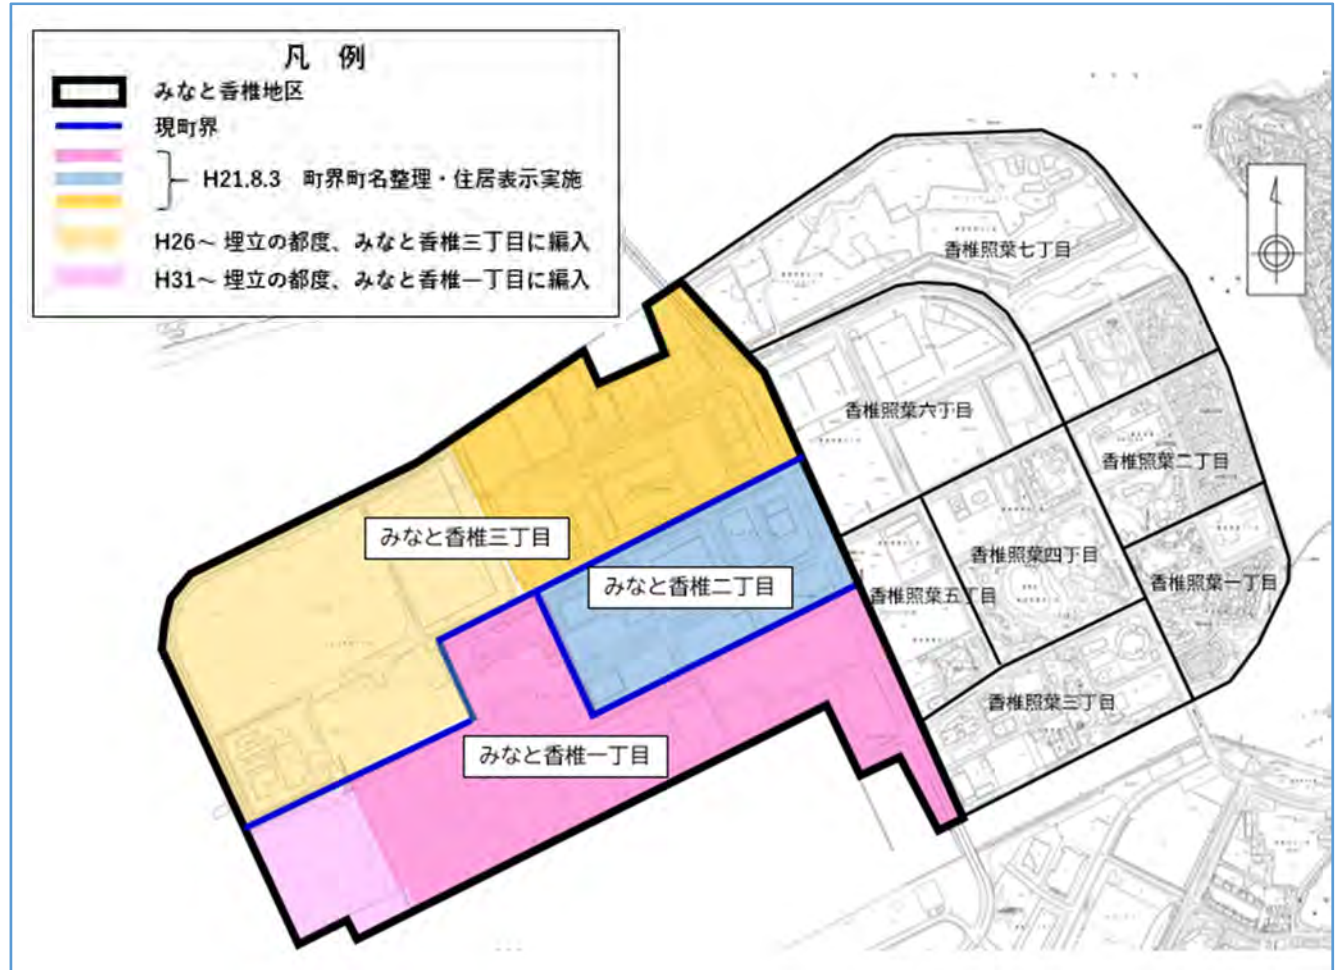 凡 例
みなと香椎地区
現町界
H21.8.3 町界町名整理・住居表示実施
H26~ 埋立の都度、みなと香椎三丁目に編入
H31~ 埋立の都度、みなと香椎一丁目に編入
香椎照葉七丁目
香椎照葉六丁目
香椎照葉二丁目
みなと香椎三丁目
香椎照葉四丁目
みなと香椎二丁目
香椎照葉五丁目
香椎照葉一丁目
香椎照葉三丁目
みなと香椎一丁目